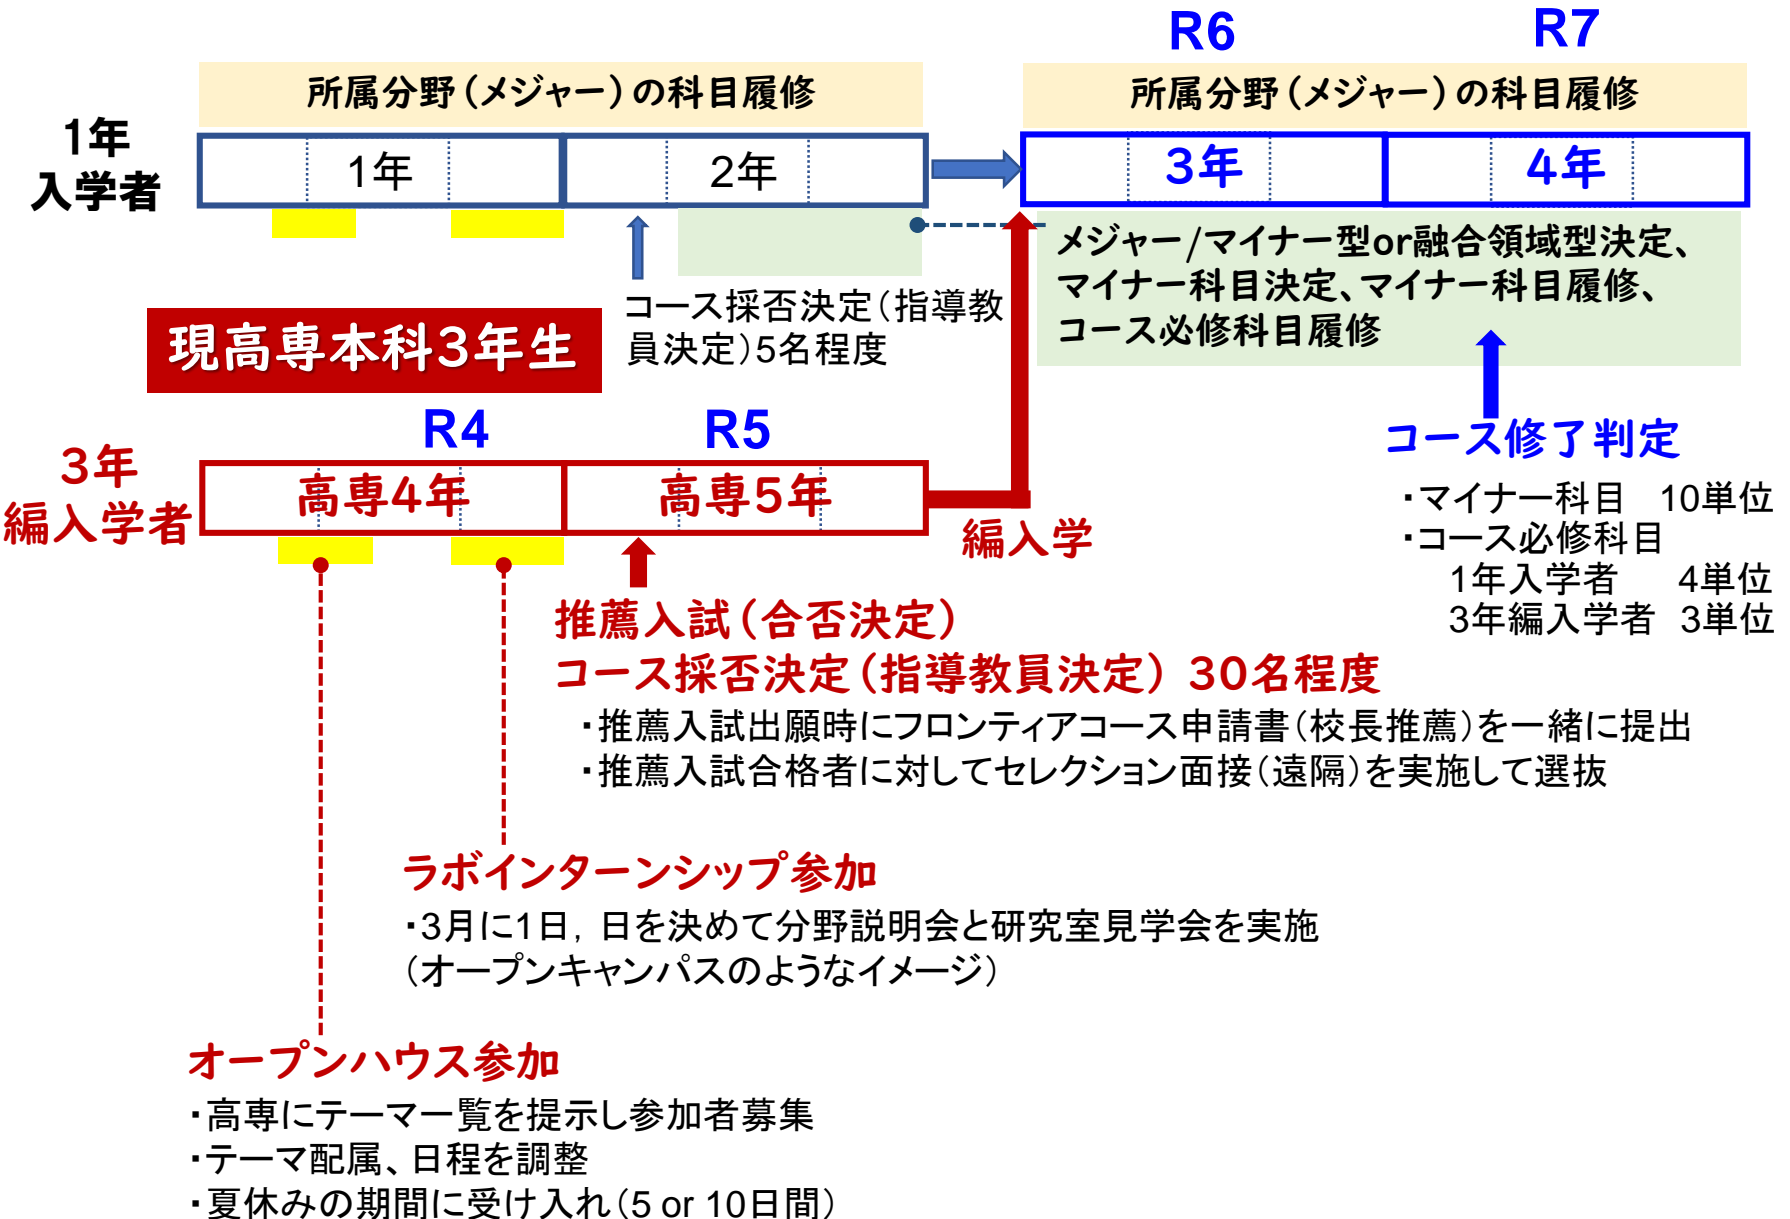 R6
R7
所属分野（メジャー）の科目履修
所属分野（メジャー）の科目履修
1年
入学者
1年
2年
3年
4年
メジャー/マイナー型or融合領域型決定、
マイナー科目決定、マイナー科目履修、
コース必修科目履修
コース採否決定（指導教
員決定）5名程度
現高専本科3年生
R4
R5
3年
編入学者
高専4年
高専5年
編入学
コース修了判定
・マイナー科目　10単位
・コース必修科目
1年入学者　4単位
3年編入学者　3単位
推薦入試（合否決定）
コース採否決定（指導教員決定）30名程度
・推薦入試出願時にフロンティアコース申請書（校長推薦）を一緒に提出
・推薦入試合格者に対してセレクション面接（遠隔）を実施して選抜
ラボインターンシップ参加
・3月に1日，日を決めて分野説明会と研究室見学会を実施
（オープンキャンパスのようなイメージ）
オープンハウス参加
・高専にテーマ一覧を提示し参加者募集
・テーマ配属、日程を調整
・夏休みの期間に受け入れ（5 or 10日間）